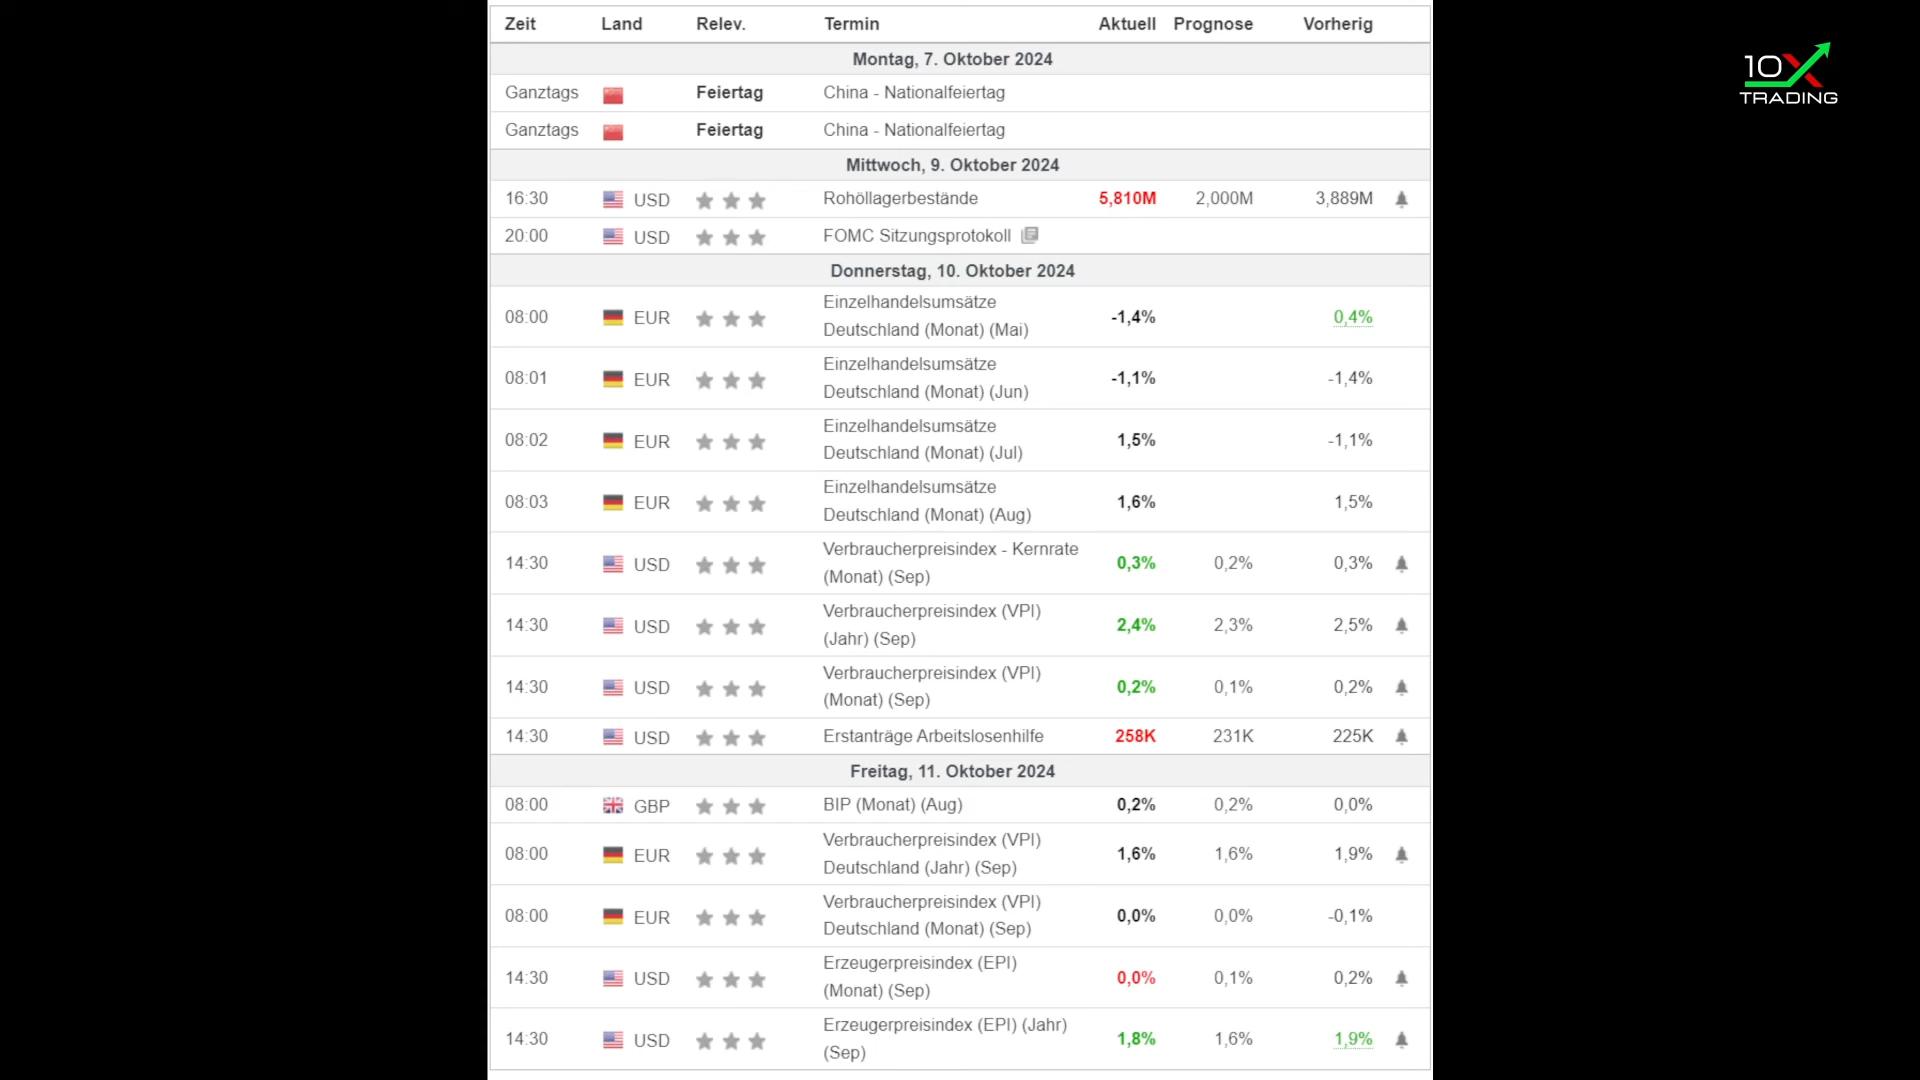 Zeit Land Relev. Termin Aktuell Prognose Vorherig
Montag, 7. Oktober 2024
Ganztags Feiertag China - Nationalfeiertag
Ganztags Feiertag China - Nationalfeiertag
Mittwoch, 9. Oktober 2024
16:30 USD Rohöllagerbestände 5,810M 2,000M 3,889M
20:00 USD FOMC Sitzungsprotokoll
Donnerstag, 10. Oktober 2024
08:00 EUR Einzelhandelsumsätze
Deutschland (Monat) (Mai) -1,4% 0,4%
08:01 EUR Einzelhandelsumsätze
Deutschland (Monat) (Jun) -1,1% -1,4%
08:02 EUR Einzelhandelsumsätze
Deutschland (Monat) (Jul) 1,5% -1,1%
08:03 EUR Einzelhandelsumsätze
Deutschland (Monat) (Aug) 1,6% 1,5%
14:30 USD Verbraucherpreisindex - Kernrate
(Monat) (Sep) 0,3% 0,2% 0,3%
14:30 USD Verbraucherpreisindex (VPI)
(Jahr) (Sep) 2,4% 2,3% 2,5%
14:30 USD Verbraucherpreisindex (VPI)
(Monat) (Sep) 0,2% 0,1% 0,2%
14:30 USD Erstanträge Arbeitslosenhilfe 258K 231K 225K
Freitag, 11. Oktober 2024
08:00 GBP BIP (Monat) (Aug) 0,2% 0,2% 0,0%
08:00 EUR Verbraucherpreisindex (VPI)
Deutschland (Jahr) (Sep) 1,6% 1,6% 1,9%
08:00 EUR Verbraucherpreisindex (VPI)
Deutschland (Monat) (Sep) 0,0% 0,0% -0,1%
14:30 USD Erzeugerpreisindex (EPI)
(Monat) (Sep) 0,0% 0,1% 0,2%
14:30 USD Erzeugerpreisindex (EPI) (Jahr)
(Sep) 1,8% 1,6% 1,9%
10X
TRADING